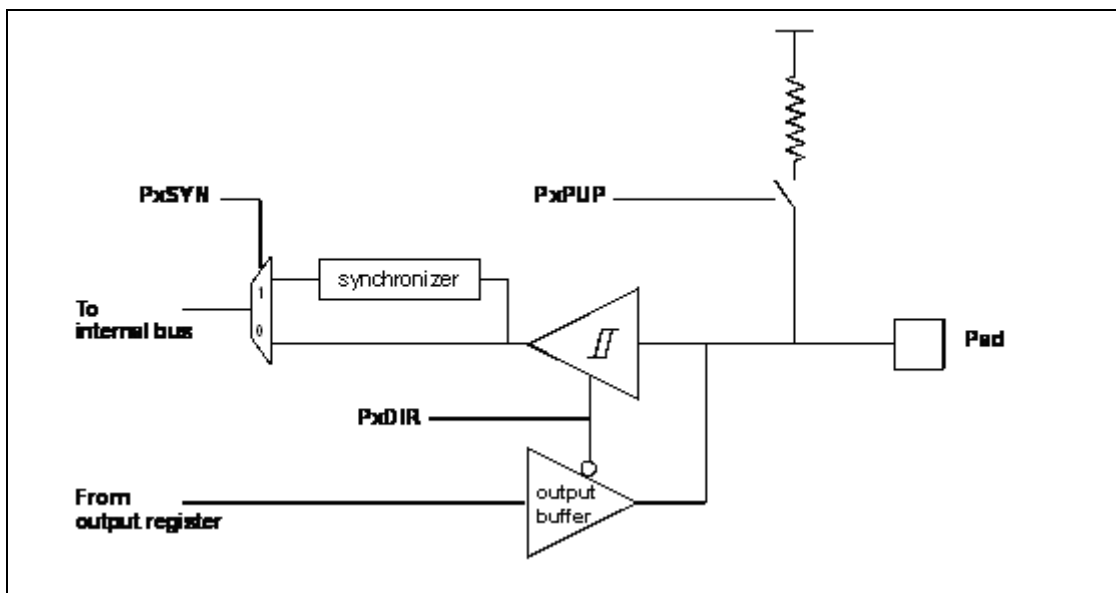 PxSYN
PxPUP
synchronizer
1
To
internal bus
0
Pad
PxDIR
output
buffer
From
output register